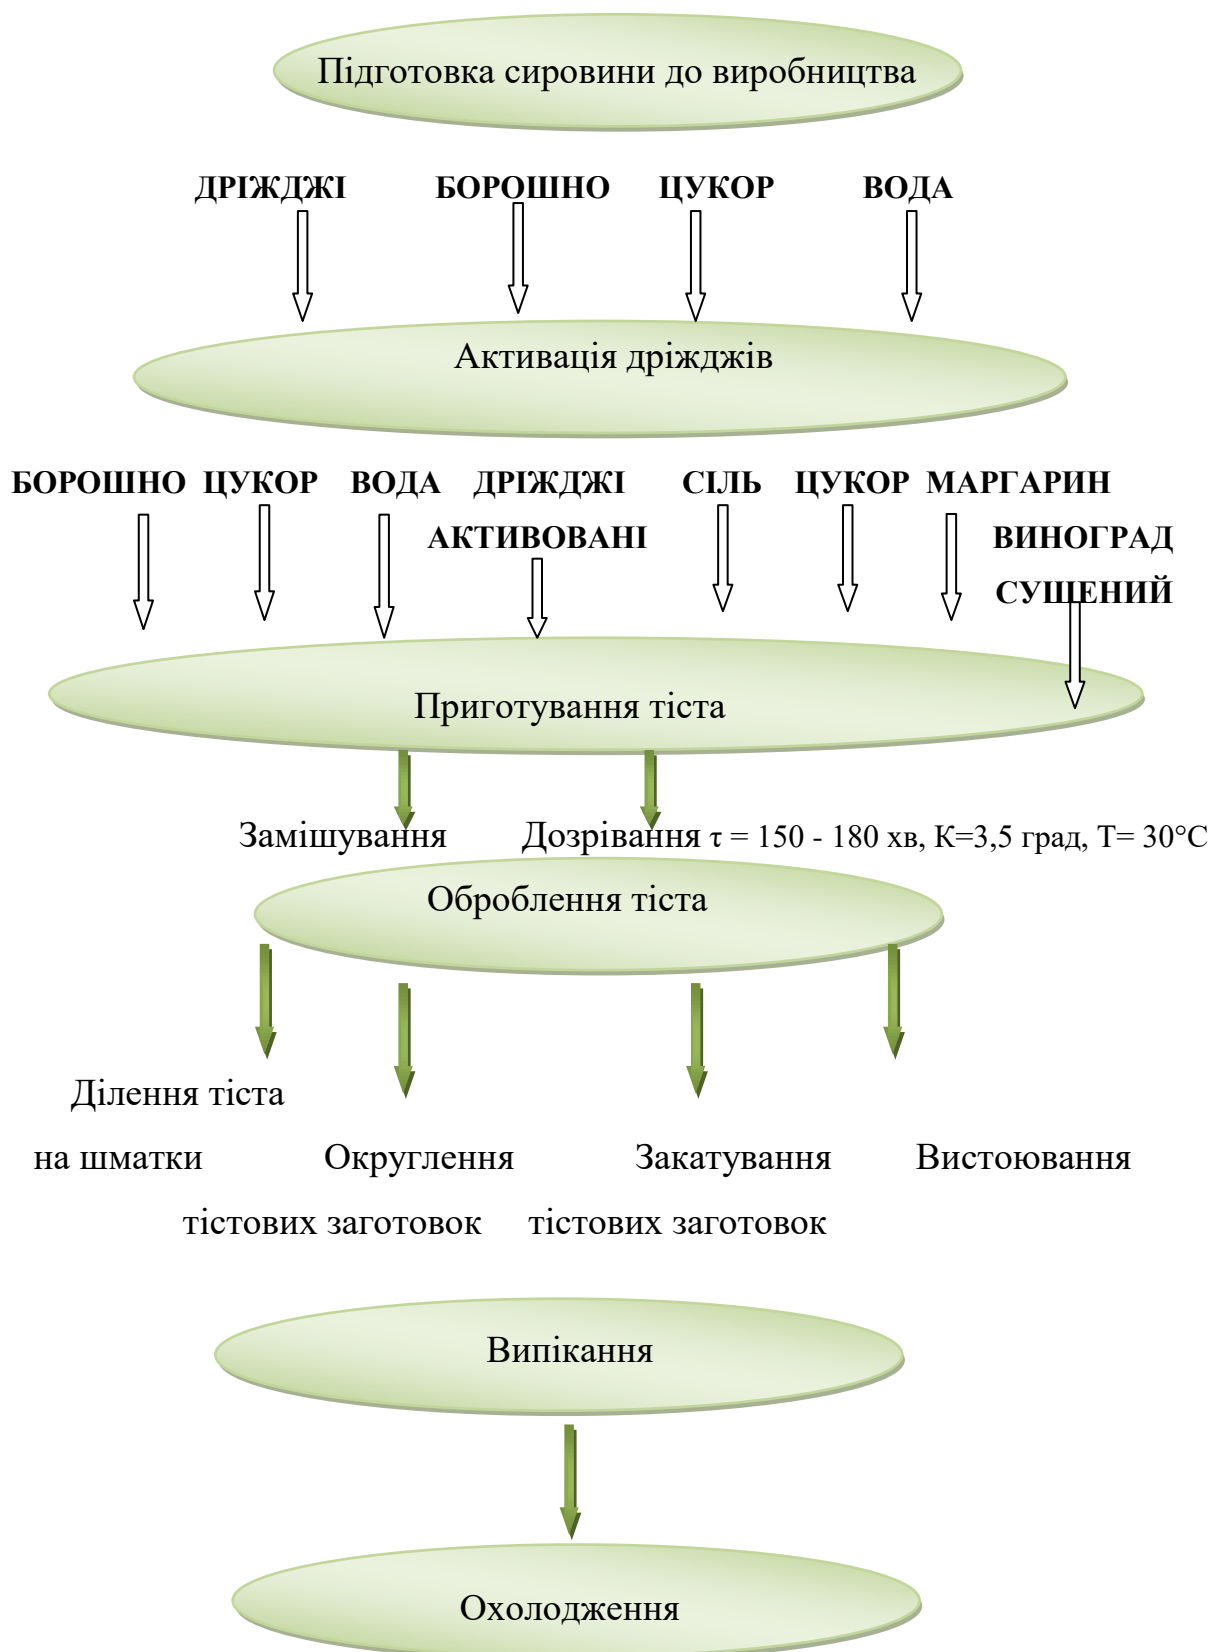 Підготовка сировини до виробництва
ДРІЖДЖІ БОРОШНО ЦУКОР ВОДА
Активація дріжджів
БОРОШНО ЦУКОР ВОДА ДРІЖДЖІ СІЛЬ ЦУКОР МАРГАРИН
АКТИВОВАНІ ВИНОГРАД
СУШЕНИЙ
Приготування тіста
Замішування Дозрівання τ = 150 - 180 хв, К=3,5 град, Т= 30°С
Оброблення тіста
Ділення тіста
на шматки Округлення Закатування Вистоювання
тістових заготовок тістових заготовок
Випікання
Охолодження